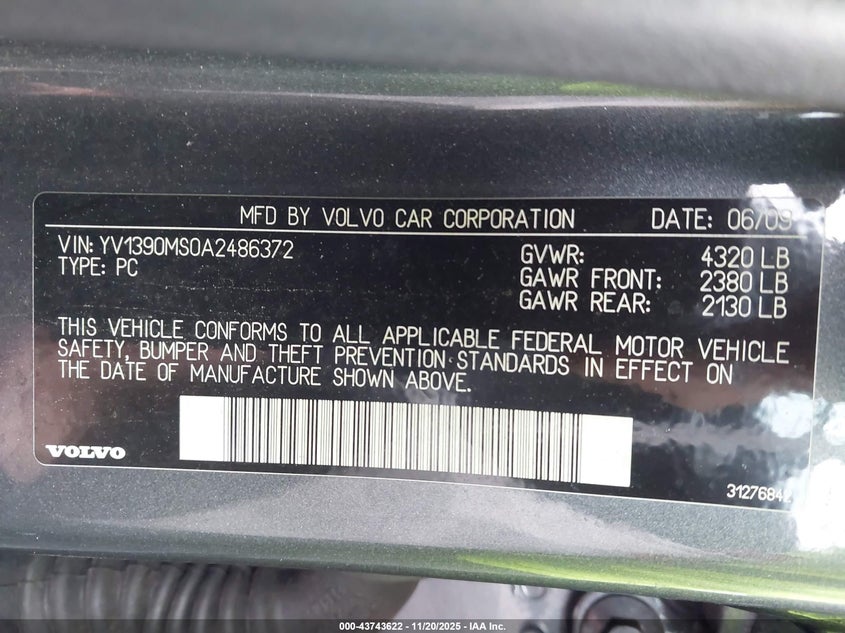 MFD BY VOLVO CAR CORPORATION DATE: 06/09
VIN: YV1390MS0A2486372 GVWR: 4320 LB
TYPE: PC GAWR FRONT: 2380 LB
GAWR REAR: 2130 LB
THIS VEHICLE CONFORMS TO ALL APPLICABLE FEDERAL MOTOR VEHICLE
SAFETY, BUMPER AND THEFT PREVENTION STANDARDS IN EFFECT ON
THE DATE OF MANUFACTURE SHOWN ABOVE.
VOLVO
31276842
000-43743622 — 11/20/2025 — IAA Inc.